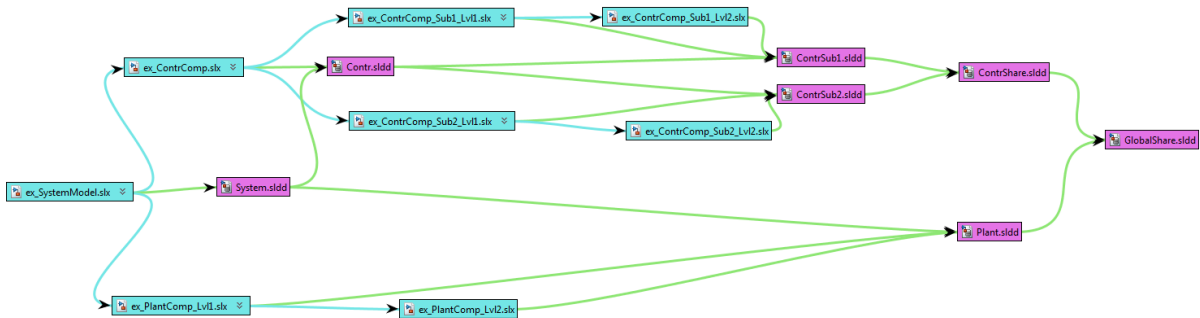 ex_ContrComp_Sub1_Lvl1.slx
ex_ContrComp_Sub1_Lvl2.slx
ex_ContrComp.slx
Contr.sldd
ContrSub1.sldd
ContrShare.sldd
ContrSub2.sldd
ex_ContrComp_Sub2_Lvl1.slx
ex_ContrComp_Sub2_Lvl2.slx
GlobalShare.sldd
ex_SystemModel.slx
System.sldd
Plant.sldd
ex_PlantComp_Lvl1.slx
ex_PlantComp_Lvl2.slx